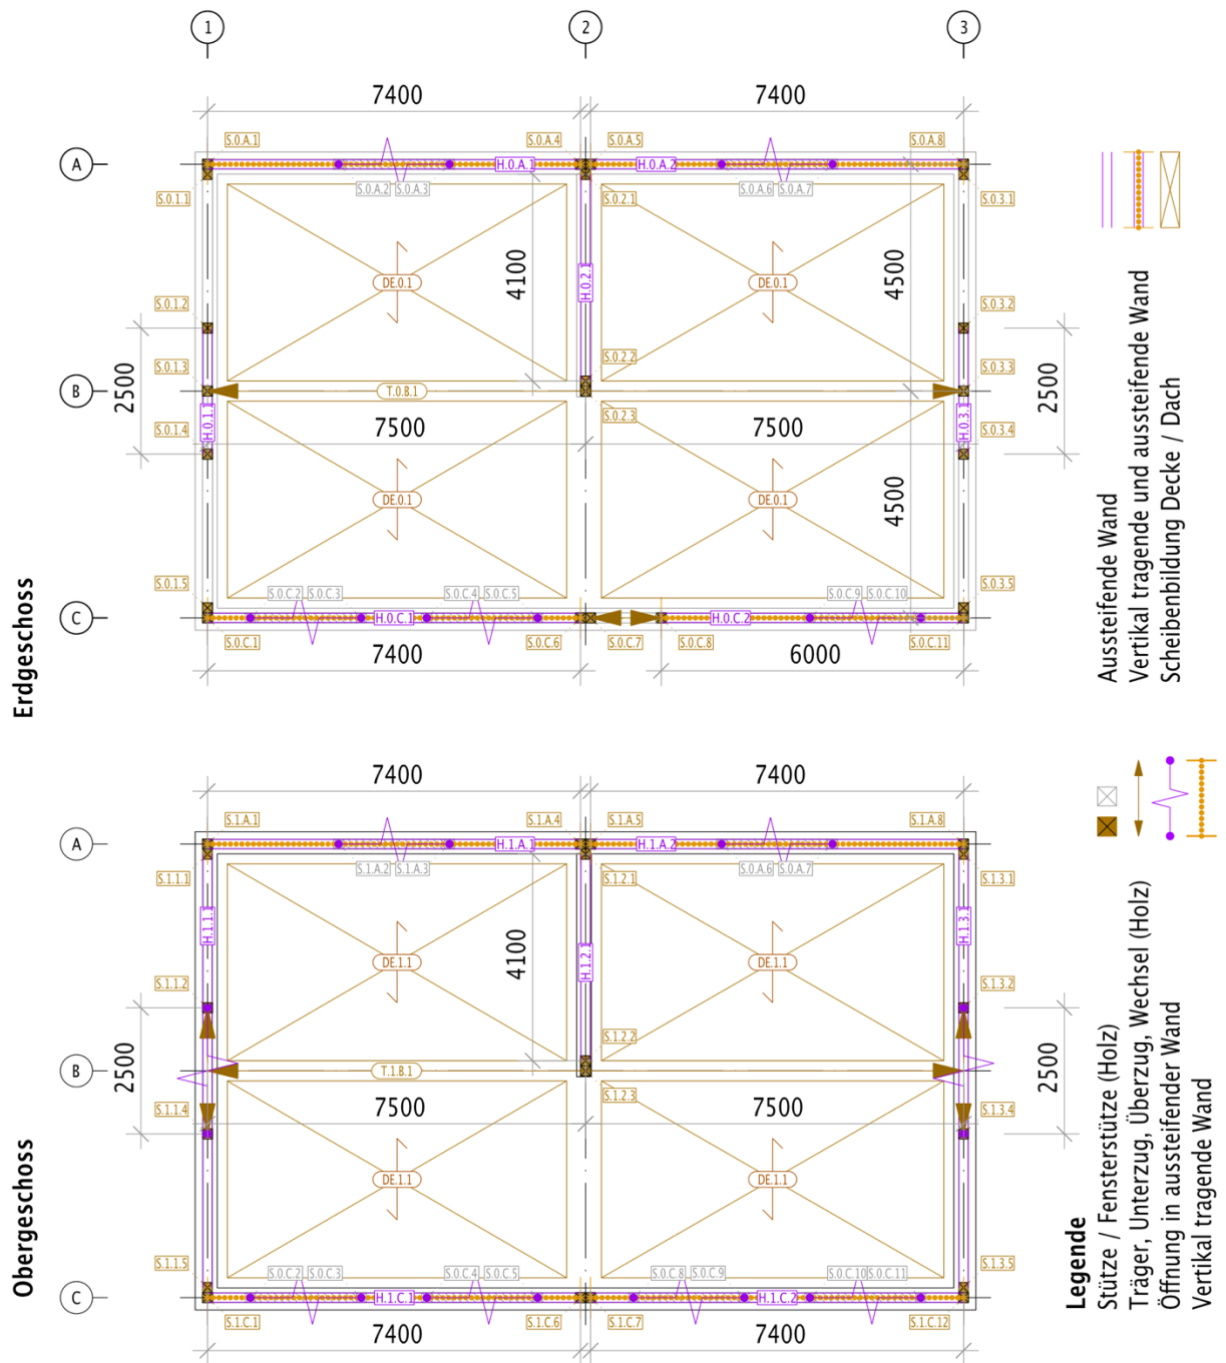 1
2
3
Erdgeschoss
7400
7400
S.0.A.1
S.0.A.4
S.0.A.5
S.0.A.8
A
H.0.A.1
H.0.A.2
S.0.A.2
S.0.A.3
S.0.A.6
S.0.A.7
S.0.1.1
S.0.2.1
S.0.3.1
DE.0.1
4100
H.0.2.1
DE.0.1
4500
S.0.1.2
S.0.3.2
S.0.1.3
S.0.2.2
S.0.3.3
2500
B
T.0.B.1
2500
S.0.1.4
H.0.1.1
7500
S.0.2.3
7500
H.0.3.1
S.0.3.4
DE.0.1
DE.0.1
4500
S.0.1.5
S.0.C.2
S.0.C.3
S.0.C.4
S.0.C.5
S.0.C.9
S.0.C.10
S.0.3.5
C
H.0.C.1
H.0.C.2
S.0.C.1
S.0.C.6
S.0.C.7
S.0.C.8
S.0.C.11
7400
6000
Obergeschoss
7400
7400
S.1.A.1
S.1.A.4
S.1.A.5
S.1.A.8
A
H.1.A.1
H.1.A.2
S.1.A.2
S.1.A.3
S.0.A.6
S.0.A.7
S.1.1.1
S.1.2.1
S.1.3.1
H.1.1.1
H.1.3.1
DE.1.1
4100
H.1.2.1
DE.1.1
S.1.1.2
S.1.3.2
S.1.2.2
2500
B
T.1.B.1
2500
S.1.1.4
7500
S.1.2.3
7500
S.1.3.4
DE.1.1
DE.1.1
S.1.1.5
S.0.C.2
S.0.C.3
S.0.C.4
S.0.C.5
S.0.C.8
S.0.C.9
S.0.C.10
S.0.C.11
S.1.3.5
C
H.1.C.1
H.1.C.2
S.1.C.1
S.1.C.6
S.1.C.7
S.1.C.12
7400
7400
Legende
Stütze / Fensterstütze (Holz)
Träger, Unterzug, Überzug, Wechsel (Holz)
Öffnung in aussteifender Wand
Vertikal tragende Wand
Aussteifende Wand
Vertikal tragende und aussteifende Wand
Scheibenbildung Decke / Dach